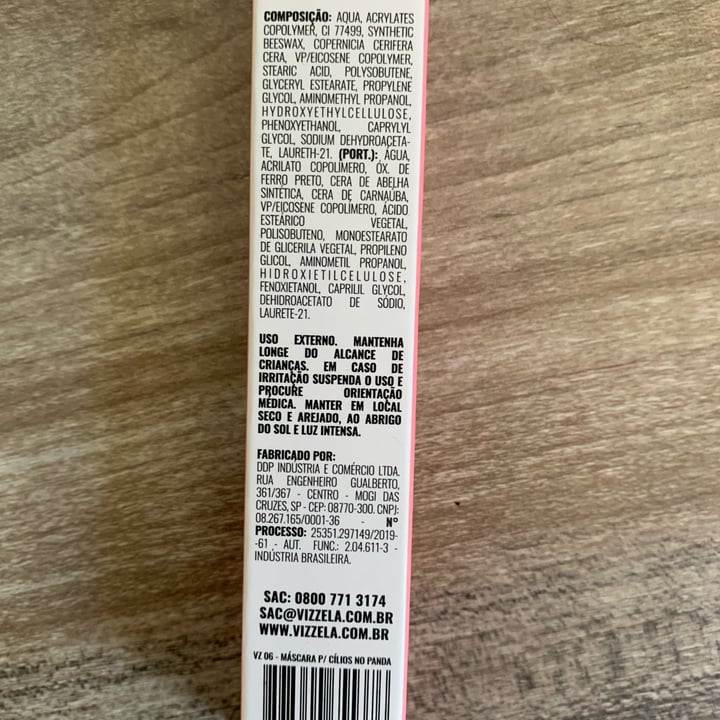 COMPOSIÇÃO: AQUA, ACRYLATES
COPOLYMER, CI 77499, SYNTHETIC
BEESWAX, COPERNICIA CERIFERA
CERA, VP/EICOSENE COPOLYMER,
STEARIC ACID, POLYSOBUTENE,
GLYCERYL ESTEARATE, PROPYLENE
GLYCOL, AMINOMETHYL PROPANOL,
HYDROXYETHYLCELLULOSE,
PHENOXYETHANOL, CAPRYLYL
GLYCOL, SODIUM DEHYDROACETA-
TE, LAURETH-21. (PORT.): ÁGUA,
ACRILATO COPOLÍMERO, ÓX. DE
FERRO PRETO, CERA DE ABELHA
SINTÉTICA, CERA DE CARNAÚBA,
VP/EICOSENE COPOLÍMERO, ÁCIDO
ESTEÁRICO VEGETAL,
POLISOBUTENO, MONOESTEARATO
DE GLICERILA VEGETAL, PROPILENO
GLICOL, AMINOMETIL PROPANOL,
HIDROXIETILCELULOSE,
FENOXIETANOL, CAPRILIL GLYCOL,
DEHIDROACETATO DE SÓDIO,
LAURETE-21.
USO EXTERNO. MANTENHA
LONGE DO ALCANCE DE
CRIANÇAS. EM CASO DE
IRRITAÇÃO SUSPENDA O USO E
PROCURE ORIENTAÇÃO
MÉDICA. MANTER EM LOCAL
SECO E AREJADO, AO ABRIGO
DO SOL E LUZ INTENSA.
FABRICADO POR:
DDP INDÚSTRIA E COMÉRCIO LTDA.
RUA ENGENHEIRO GUALBERTO,
361/367 - CENTRO - MOGI DAS
CRUZES, SP - CEP: 08770-300. CNPJ:
08.267.165/0001-36 - Nº
PROCESSO: 25351.297149/2019-
-61 - AUT. FUNC.: 2.04.611-3 -
INDÚSTRIA BRASILEIRA.
SAC: 0800 771 3174
SAC@VIZZELA.COM.BR
WWW.VIZZELA.COM.BR
VZ 06 - MÁSCARA P/ CÍLIOS NO PANDA